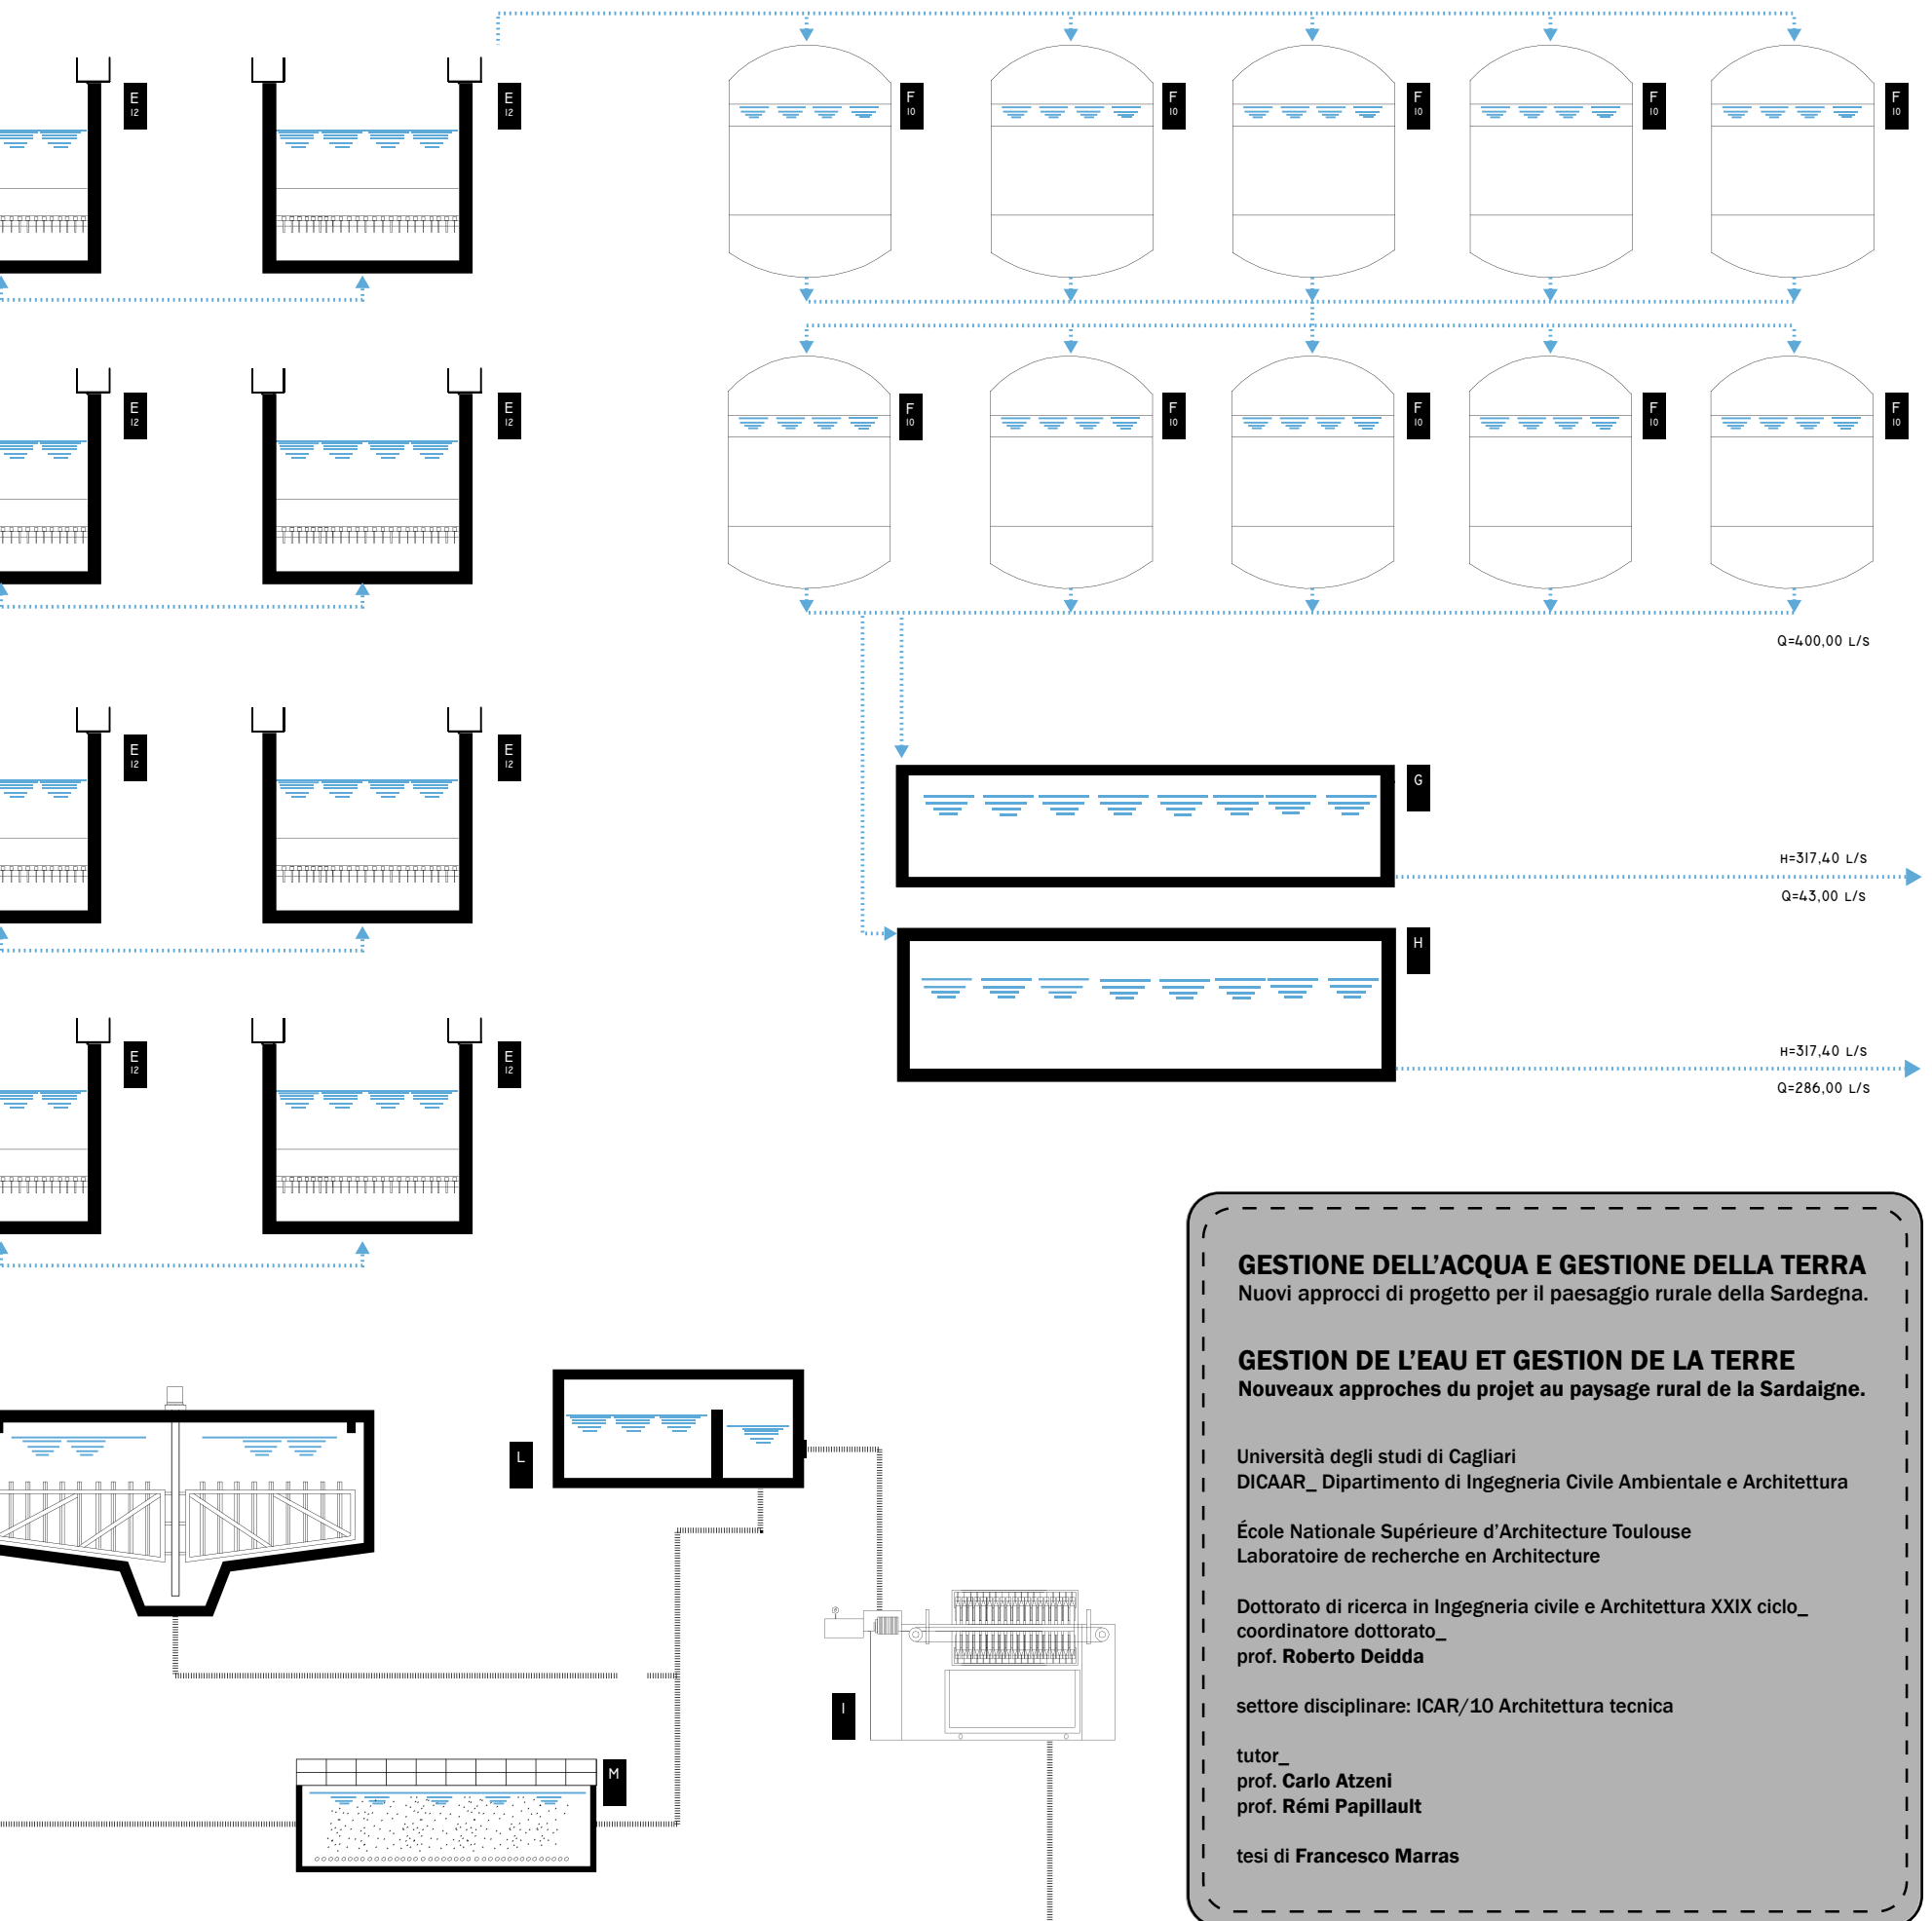 E
12
E
12
F
10
F
10
F
10
F
10
F
10
E
12
E
12
F
10
F
10
F
10
F
10
F
10
Q=400,00 L/S
E
12
E
12
G
H=317,40 L/S
Q=43,00 L/S
H
E
12
E
12
H=317,40 L/S
Q=286,00 L/S
L
I
M
GESTIONE DELL'ACQUA E GESTIONE DELLA TERRA
Nuovi approcci di progetto per il paesaggio rurale della Sardegna.
GESTION DE L'EAU ET GESTION DE LA TERRE
Nouveaux approches du projet au paysage rural de la Sardaigne.
Università degli studi di Cagliari
DICAAR_ Dipartimento di Ingegneria Civile Ambientale e Architettura
École Nationale Supérieure d'Architecture Toulouse
Laboratoire de recherche en Architecture
Dottorato di ricerca in Ingegneria civile e Architettura XXIX ciclo_
coordinatore dottorato_
prof. Roberto Deidda
settore disciplinare: ICAR/10 Architettura tecnica
tutor_
prof. Carlo Atzeni
prof. Rémi Papillault
tesi di Francesco Marras